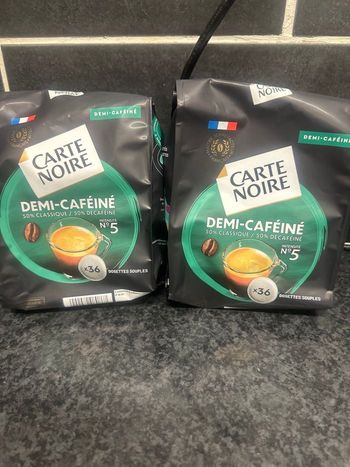 DEMI-CAFÉINÉ
CARTE
NOIRE
DEMI-CAFÉINÉ
50% CLASSIQUE / 50% DÉCAFÉINÉ
INTENSITÉ
N°5
x36
DOSETTES SOUPLES
DEMI-CAFÉINÉ
CARTE
NOIRE
DEMI-CAFÉINÉ
50% CLASSIQUE / 50% DÉCAFÉINÉ
INTENSITÉ
N°5
x36
DOSETTES SOUPLES